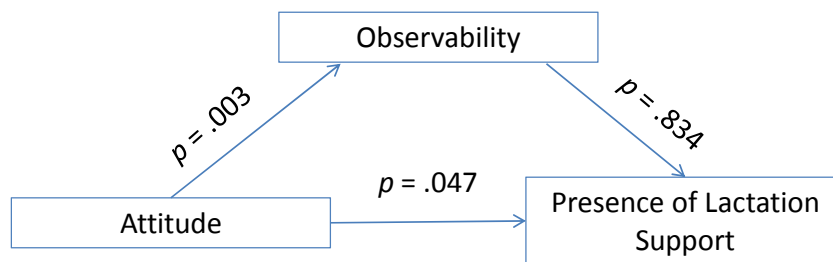 Observability
p = .003
p = .834
p = .047
Attitude
Presence of Lactation
Support